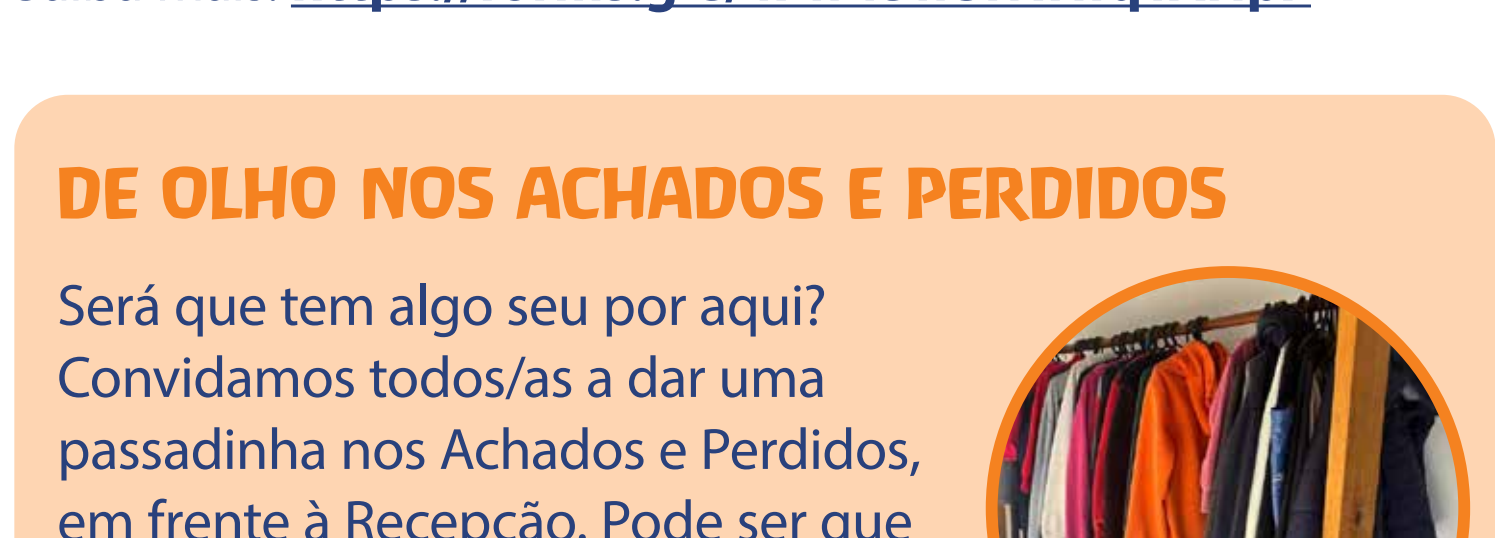 DE OLHO NOS ACHADOS E PERDIDOS
Será que tem algo seu por aqui?
Convidamos todos/as a dar uma
passadinha nos Achados e Perdidos,
em frente à Recepção. Pode ser que